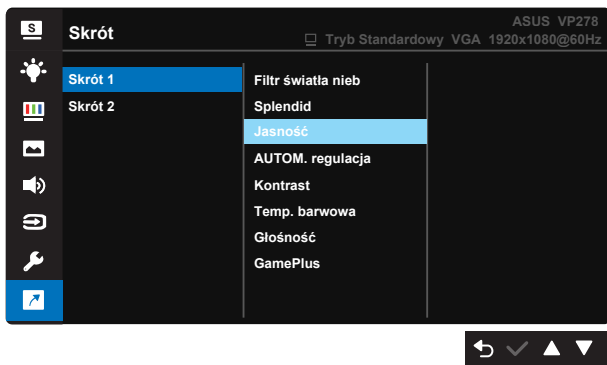 S
Skrót
ASUS VP278
Tryb Standardowy VGA 1920x1080@60Hz
Skrót 1
Skrót 2
Filtr światła nieb
Splendid
Jasność
AUTOM. regulacja
Kontrast
Temp. barwowa
Głośność
GamePlus